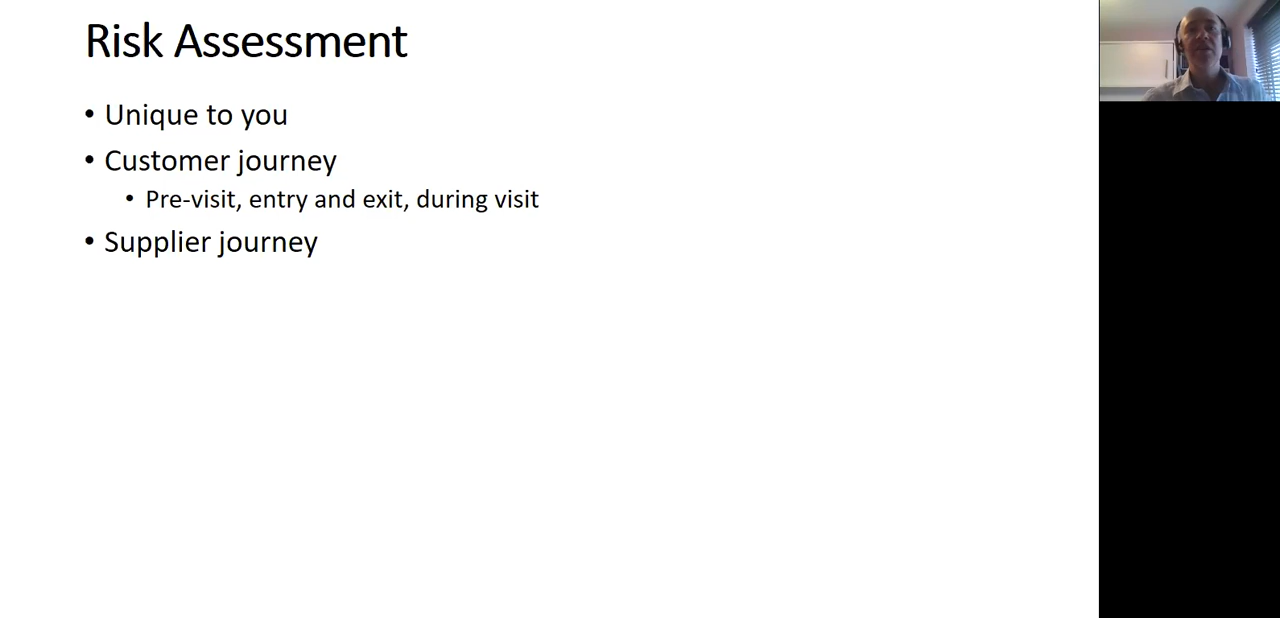 Risk Assessment
• Unique to you
• Customer journey
• Pre-visit, entry and exit, during visit
• Supplier journey